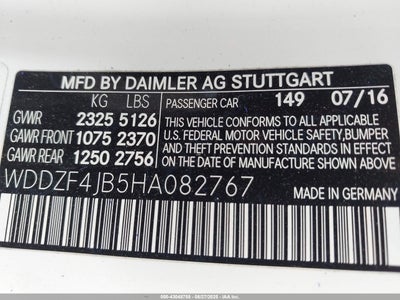 MFD BY DAIMLER AG STUTTGART
KG LBS
GVWR 2325 5126
GAWR FRONT 1075 2370
GAWR REAR 1250 2756
PASSENGER CAR 149 07/16
THIS VEHICLE CONFORMS TO ALL
APPLICABLE U.S. FEDERAL
MOTOR VEHICLE SAFETY, BUMPER
AND THEFT PREVENTION STANDARDS
IN EFFECT ON THE DATE OF
MANUFACTURE SHOWN ABOVE.
WDDZF4JB5HA082767
MADE IN GERMANY